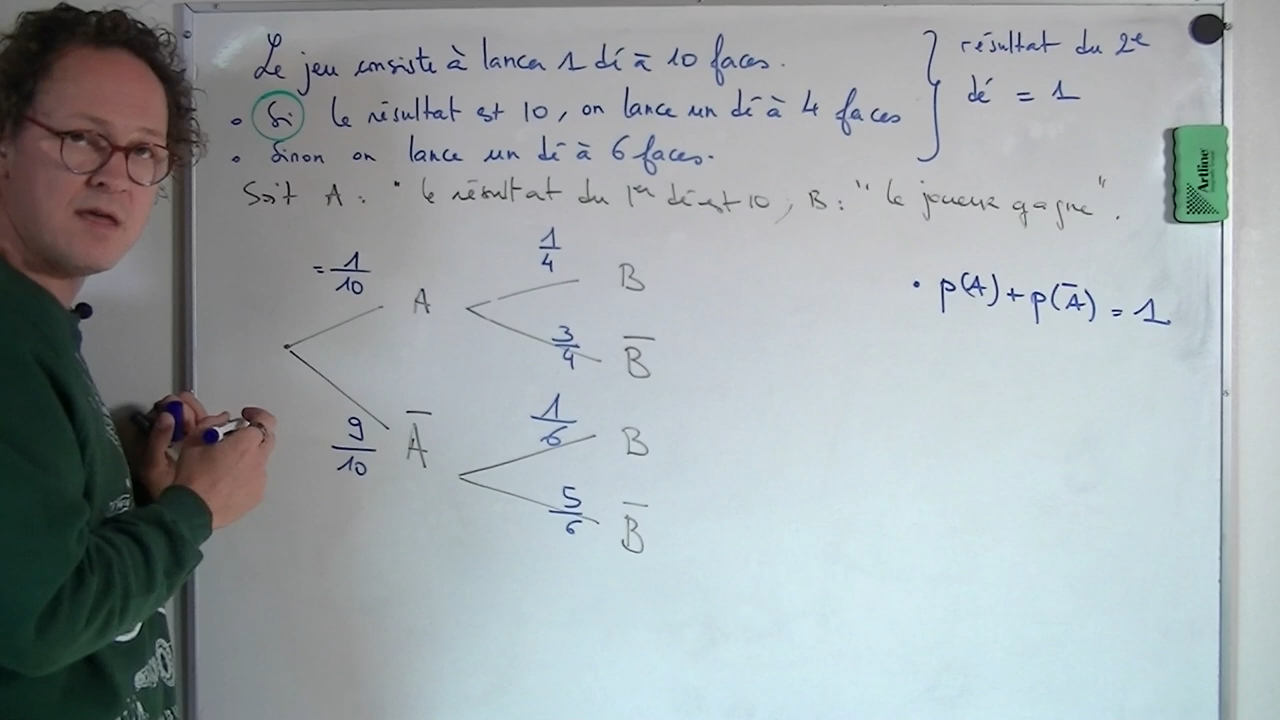 Le jeu consiste à lancer 1 dé à 10 faces.
• Si le résultat est 10, on lance un dé à 4 faces
• Sinon on lance un dé à 6 faces.
} résultat du 2e
dé = 1
Soit A : " le résultat du 1er dé est 10 ; B : " le joueur gagne ".
= 1/10
A
1/4
B
3/4
B̅
9/10
A̅
1/6
B
5/6
B̅
• p(A) + p(A̅) = 1
Artline